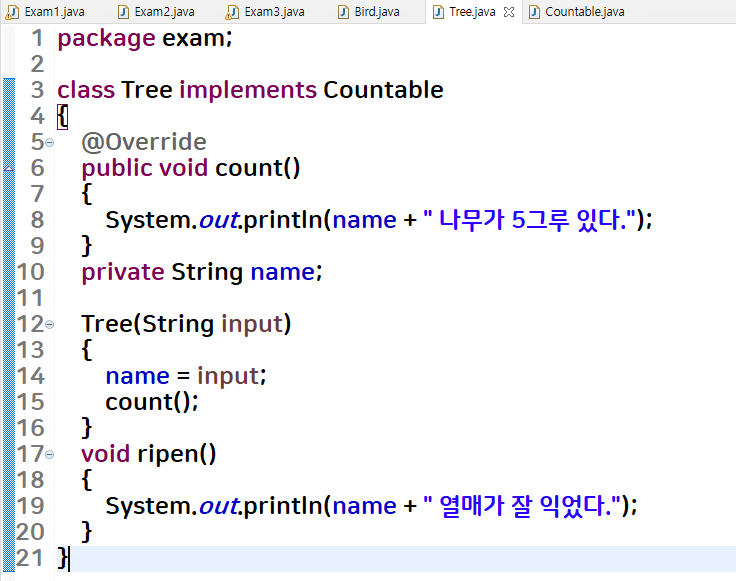 Exam1.java Exam2.java Exam3.java Bird.java Tree.java Countable.java
1 package exam;
2
3 class Tree implements Countable
4 {
5 @Override
6 public void count()
7 {
8 System.out.println(name + " 나무가 5그루 있다.");
9 }
10 private String name;
11
12 Tree(String input)
13 {
14 name = input;
15 count();
16 }
17 void ripen()
18 {
19 System.out.println(name + " 열매가 잘 익었다.");
20 }
21 }